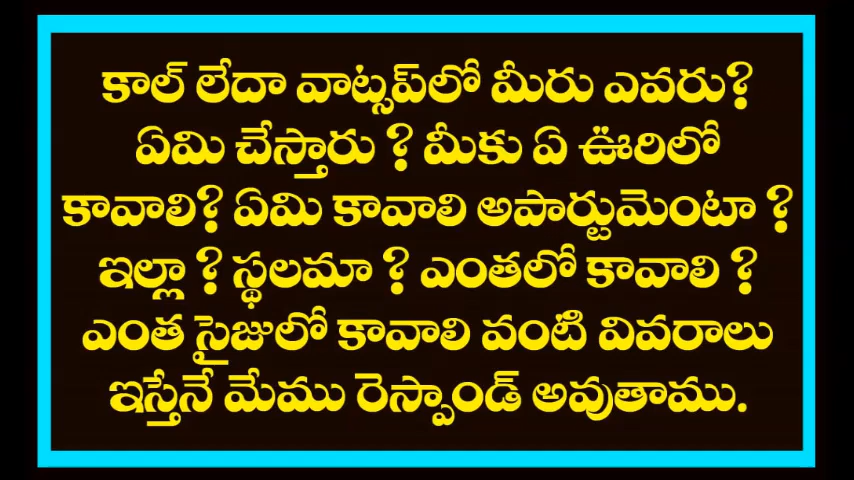 కాల్ లేదా వాట్సప్‌లో మీరు ఎవరు?
ఏమి చేస్తారు ? మీకు ఏ ఊరిలో
కావాలి? ఏమి కావాలి అపార్టుమెంటా ?
ఇల్లా ? స్థలమా ? ఎంతలో కావాలి ?
ఎంత సైజులో కావాలి వంటి వివరాలు
ఇస్తేనే మేము రెస్పాండ్ అవుతాము.